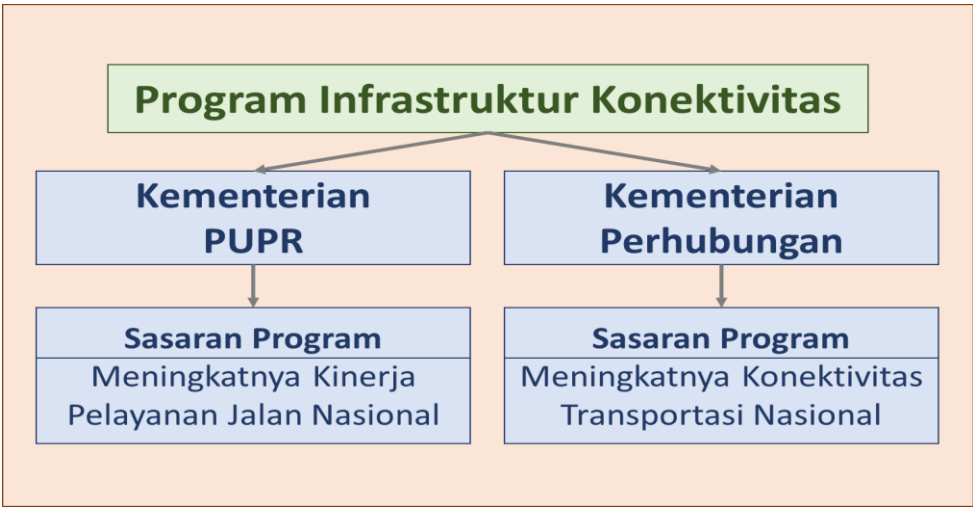 Program Infrastruktur Konektivitas
Kementerian
PUPR
Kementerian
Perhubungan
Sasaran Program
Meningkatnya Kinerja
Pelayanan Jalan Nasional
Sasaran Program
Meningkatnya Konektivitas
Transportasi Nasional